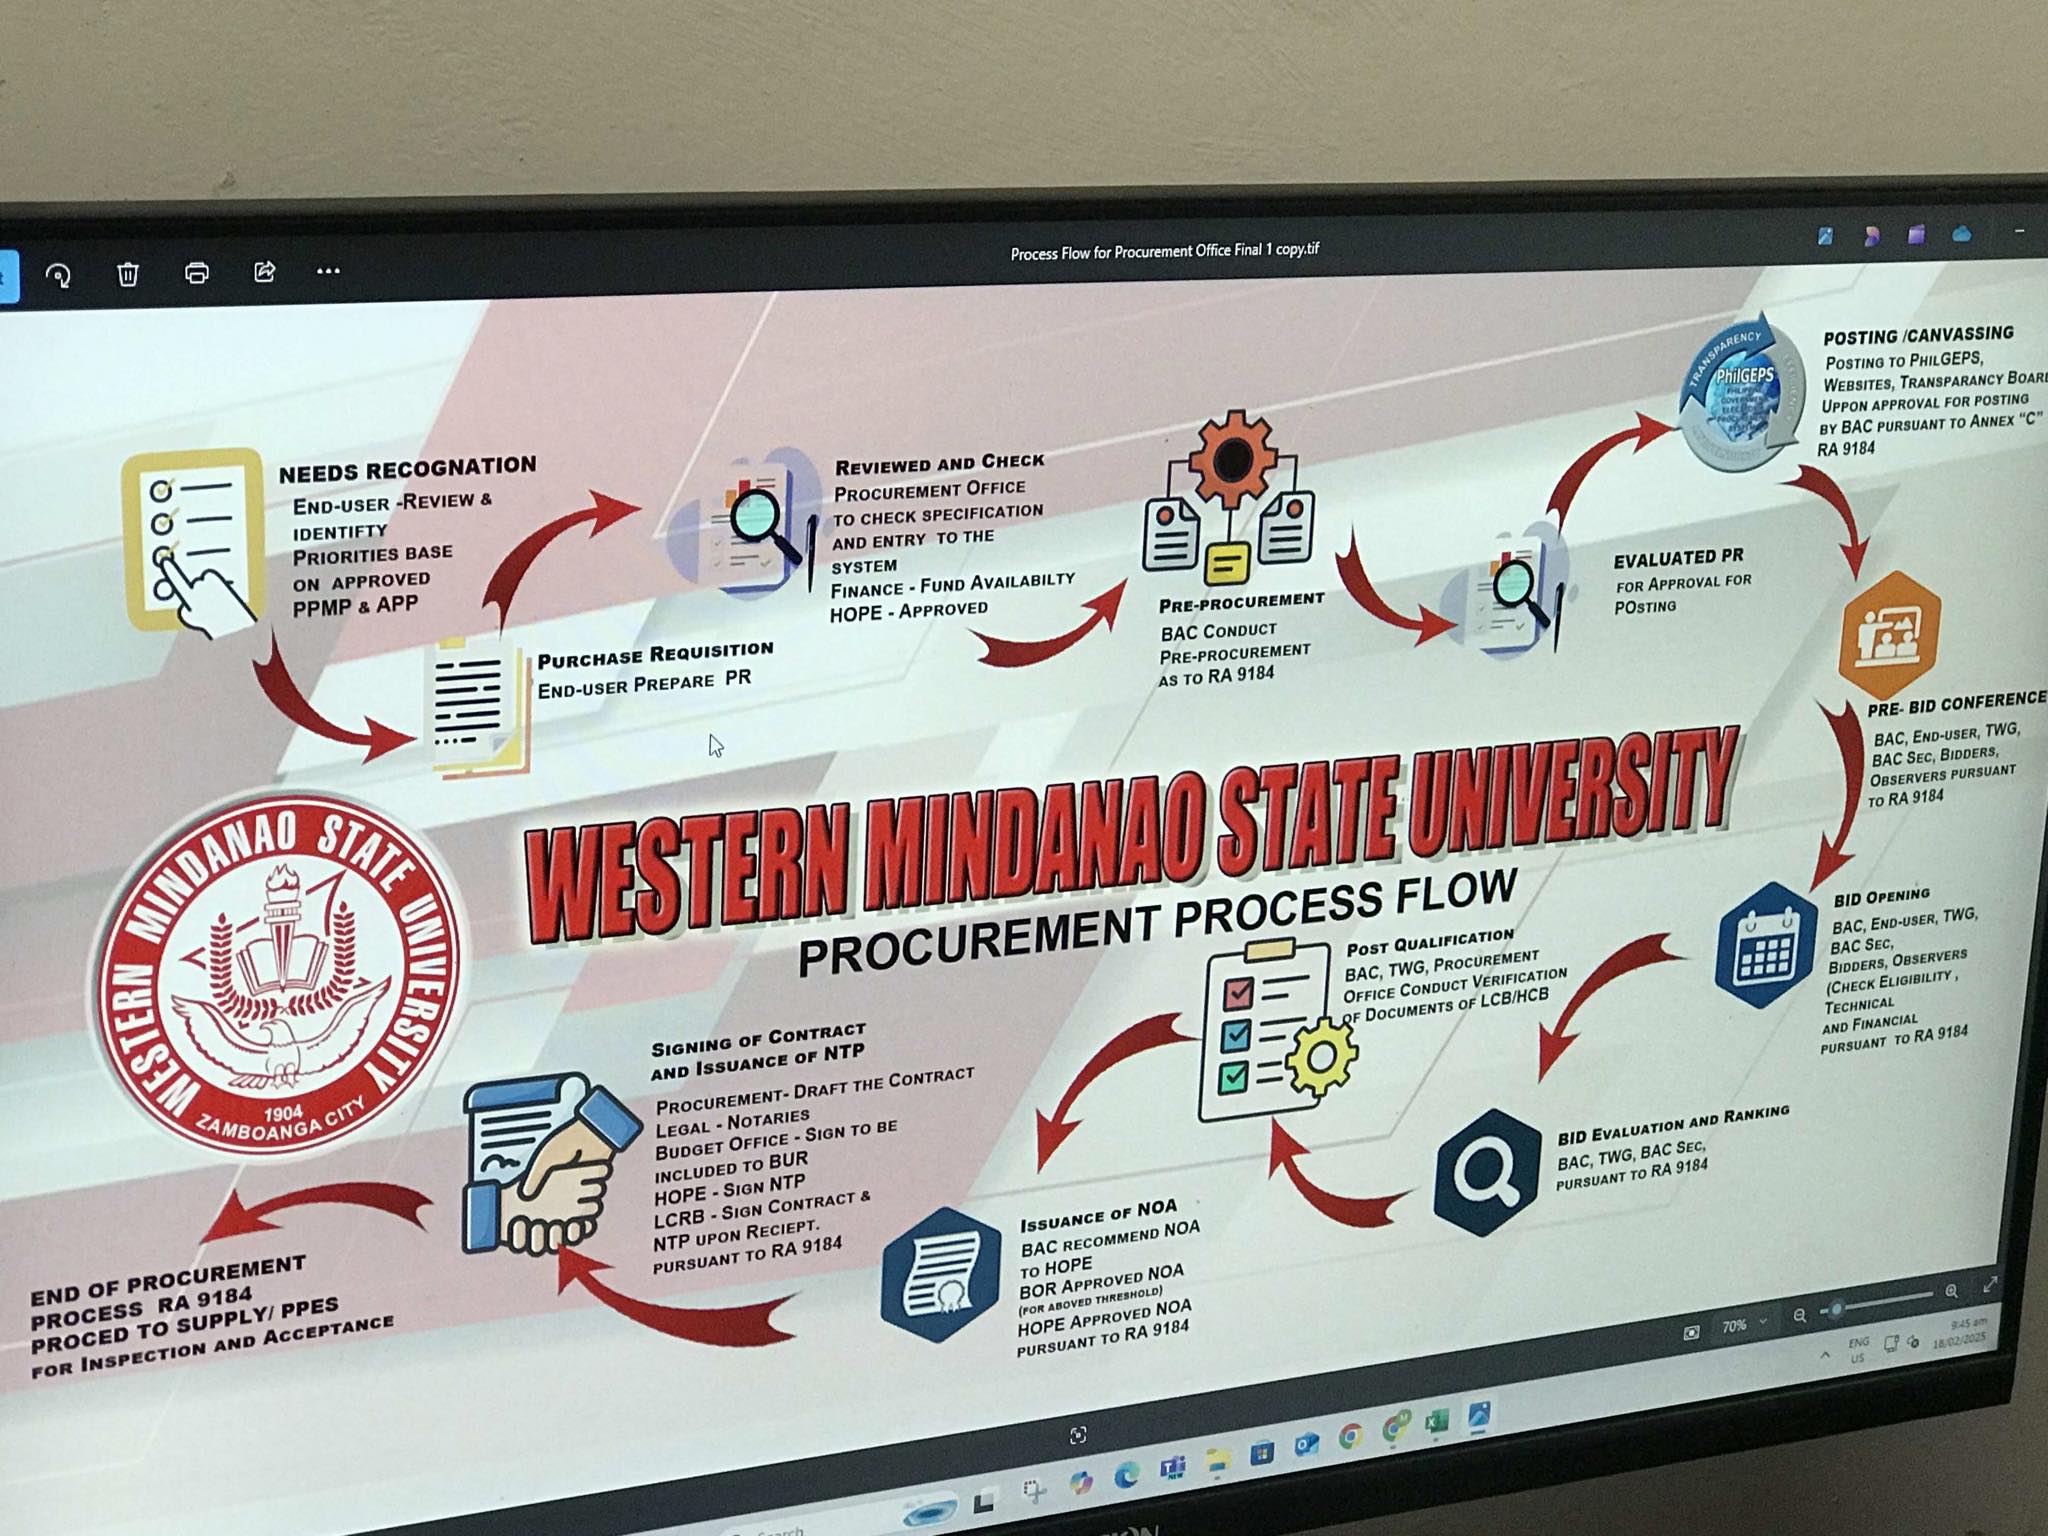 Process Flow for Procurement Office Final 1 copy.tif
NEEDS RECOGNATION
END-USER -REVIEW &
IDENTIFTY
PRIORITIES BASE
ON APPROVED
PPMP & APP
PURCHASE REQUISITION
END-USER PREPARE PR
REVIEWED AND CHECK
PROCUREMENT OFFICE
TO CHECK SPECIFICATION
AND ENTRY TO THE
SYSTEM
FINANCE - FUND AVAILABILTY
HOPE - APPROVED
PRE-PROCUREMENT
BAC CONDUCT
PRE-PROCUREMENT
AS TO RA 9184
EVALUATED PR
FOR APPROVAL FOR
POSTING
TRANSPARENCY
PhilGEPS
POSTING /CANVASSING
POSTING TO PHILGEPS,
WEBSITES, TRANSPARANCY BOARD
UPPON APPROVAL FOR POSTING
BY BAC PURSUANT TO ANNEX "C"
RA 9184
PRE- BID CONFERENCE
BAC, END-USER, TWG,
BAC SEC, BIDDERS,
OBSERVERS PURSUANT
TO RA 9184
BID OPENING
BAC, END-USER, TWG,
BAC SEC,
BIDDERS, OBSERVERS
(CHECK ELIGIBILITY ,
TECHNICAL
AND FINANCIAL
PURSUANT TO RA 9184
WESTERN MINDANAO STATE UNIVERSITY
PROCUREMENT PROCESS FLOW
WESTERN MINDANAO STATE UNIVERSITY
1904
ZAMBOANGA CITY
BID EVALUATION AND RANKING
BAC, TWG, BAC SEC,
PURSUANT TO RA 9184
POST QUALIFICATION
BAC, TWG, PROCUREMENT
OFFICE CONDUCT VERIFICATION
OF DOCUMENTS OF LCB/HCB
ISSUANCE OF NOA
BAC RECOMMEND NOA
TO HOPE
BOR APPROVED NOA
(FOR ABOVED THRESHOLD)
HOPE APPROVED NOA
PURSUANT TO RA 9184
SIGNING OF CONTRACT
AND ISSUANCE OF NTP
PROCUREMENT- DRAFT THE CONTRACT
LEGAL - NOTARIES
BUDGET OFFICE - SIGN TO BE
INCLUDED TO BUR
HOPE - SIGN NTP
LCRB - SIGN CONTRACT &
NTP UPON RECIEPT.
PURSUANT TO RA 9184
END OF PROCUREMENT
PROCESS RA 9184
PROCED TO SUPPLY/ PPES
FOR INSPECTION AND ACCEPTANCE
70%
ENG
US
9:45 am
18/02/2025
Search